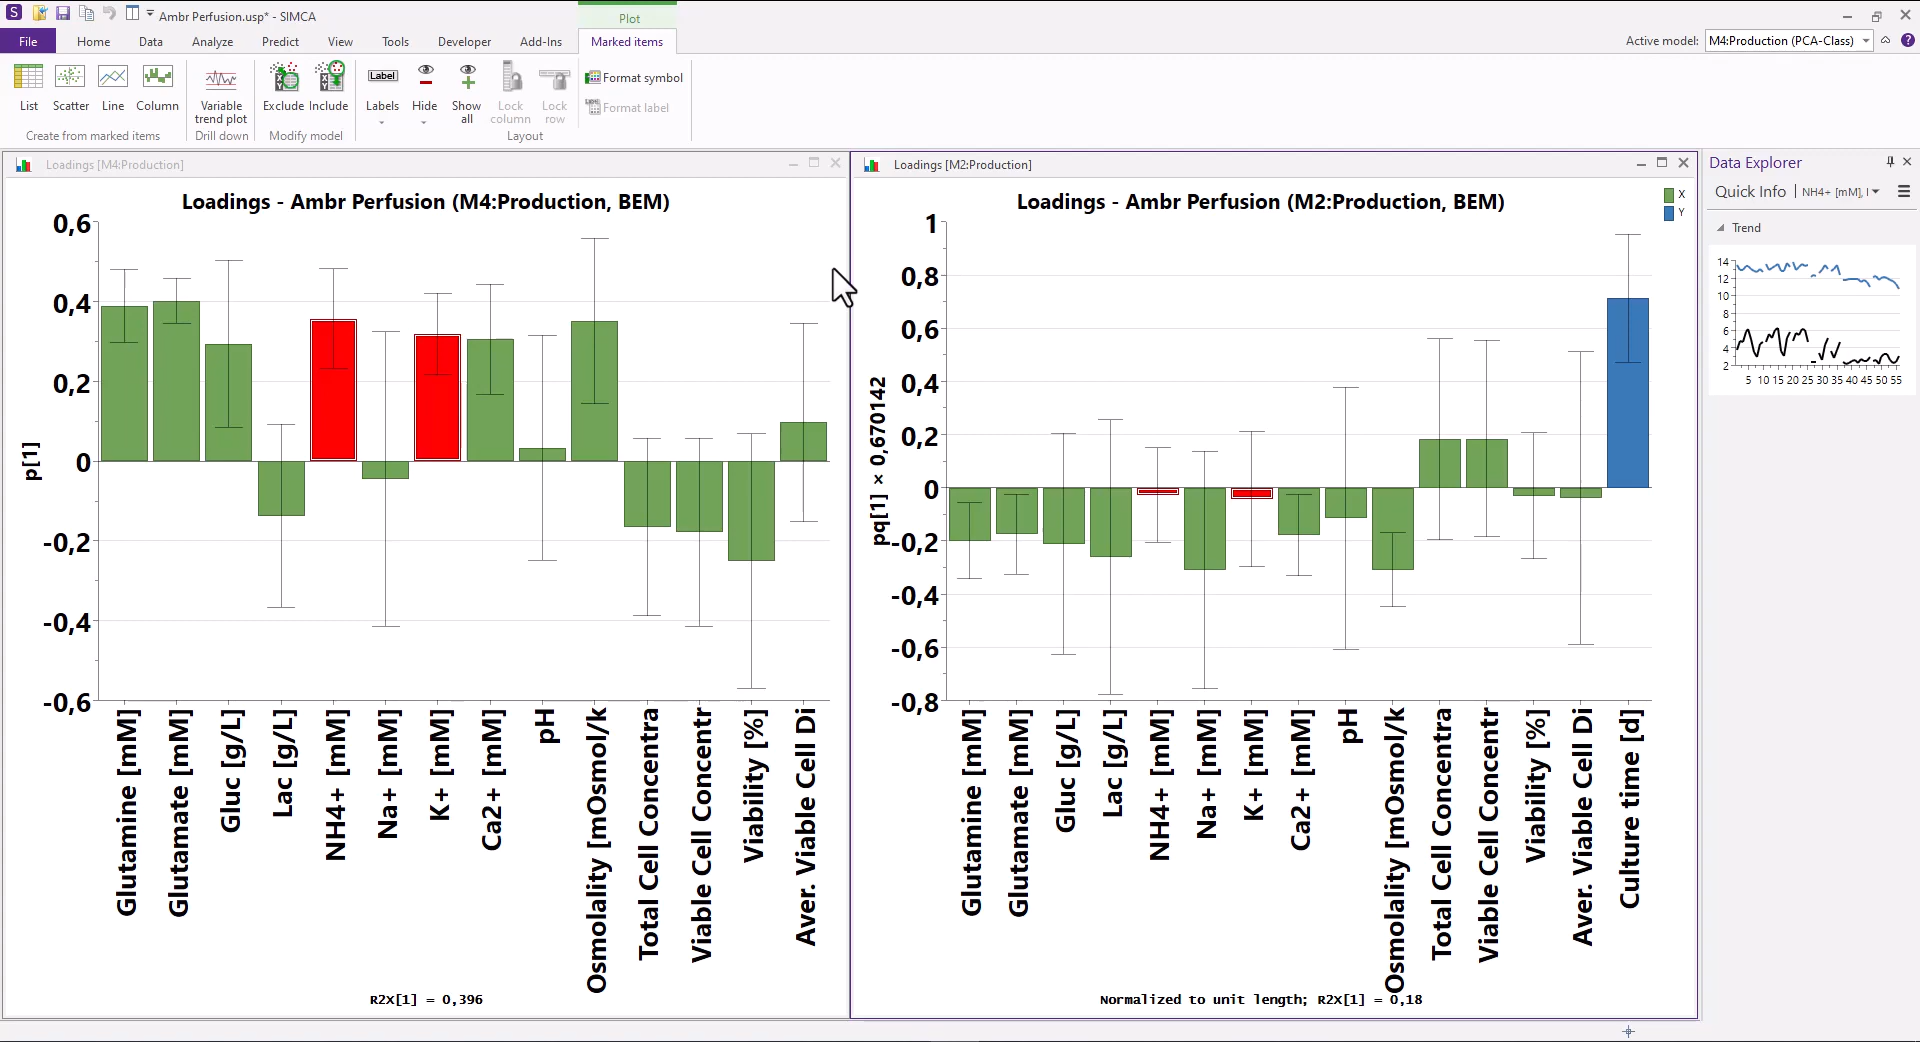 Ambr Perfusion.usp* - SIMCA
Plot
File
Home
Data
Analyze
Predict
View
Tools
Developer
Add-Ins
Marked items
Active model:
M4:Production (PCA-Class)
List
Scatter
Line
Column
Variable
trend plot
Exclude
Include
Label
Labels
Hide
Show
all
Lock
column
Lock
row
Format symbol
Format label
Create from marked items
Drill down
Modify model
Layout
Loadings [M4:Production]
Loadings - Ambr Perfusion (M4:Production, BEM)
p[1]
0,6
0,4
0,2
0
-0,2
-0,4
-0,6
Glutamine [mM]
Glutamate [mM]
Gluc [g/L]
Lac [g/L]
NH4+ [mM]
Na+ [mM]
K+ [mM]
Ca2+ [mM]
pH
Osmolality [mOsmol/k
Total Cell Concentra
Viable Cell Concentr
Viability [%]
Aver. Viable Cell Di
R2X[1] = 0,396
Loadings [M2:Production]
Loadings - Ambr Perfusion (M2:Production, BEM)
X
Y
pq[1] × 0,670142
1
0,8
0,6
0,4
0,2
0
-0,2
-0,4
-0,6
-0,8
Glutamine [mM]
Glutamate [mM]
Gluc [g/L]
Lac [g/L]
NH4+ [mM]
Na+ [mM]
K+ [mM]
Ca2+ [mM]
pH
Osmolality [mOsmol/k
Total Cell Concentra
Viable Cell Concentr
Viability [%]
Aver. Viable Cell Di
Culture time [d]
Normalized to unit length; R2X[1] = 0,18
Data Explorer
Quick Info
NH4+ [mM], I
Trend
14
12
10
8
6
4
2
5 10 15 20 25 30 35 40 45 50 55